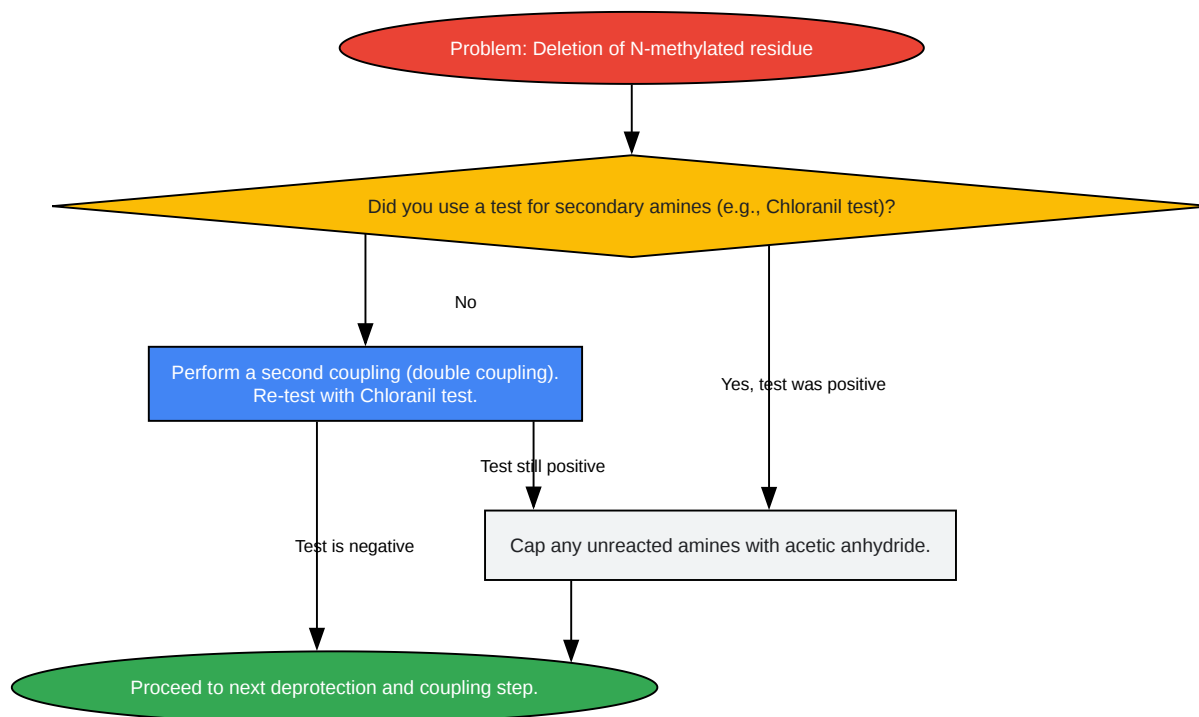 Problem: Deletion of N-methylated residue
Did you use a test for secondary amines (e.g., Chloranil test)?
No
Perform a second coupling (double coupling).
Re-test with Chloranil test.
Yes, test was positive
Test still positive
Test is negative
Cap any unreacted amines with acetic anhydride.
Proceed to next deprotection and coupling step.